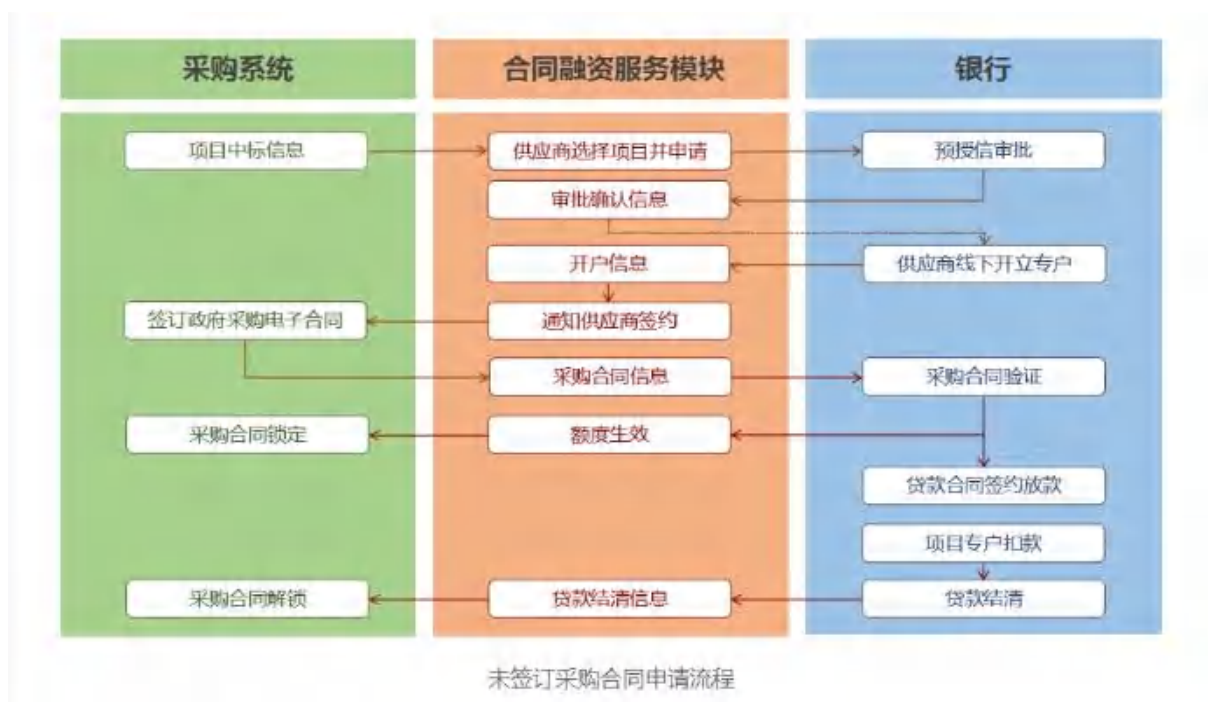 采购系统 合同融资服务模块 银行
项目中标信息 供应商选择项目并申请 预授信审批
审批确认信息
开户信息 供应商线下开立专户
签订政府采购电子合同 通知供应商签约
采购合同信息 采购合同验证
采购合同锁定 额度生效
贷款合同签约放款
项目专户扣款
采购合同解锁 贷款结清信息 贷款结清
未签订采购合同申请流程